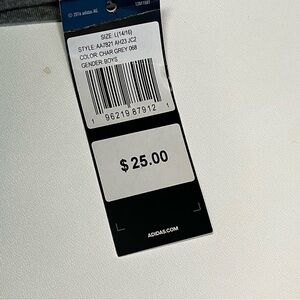 © 2016 adidas AG
SIZE: L(14/16)
STYLE: AA7821 AH23 JC2
COLOR: CHAR GREY 068
GENDER: BOYS
1 96219 87912 1
$ 25.00
ADIDAS.COM